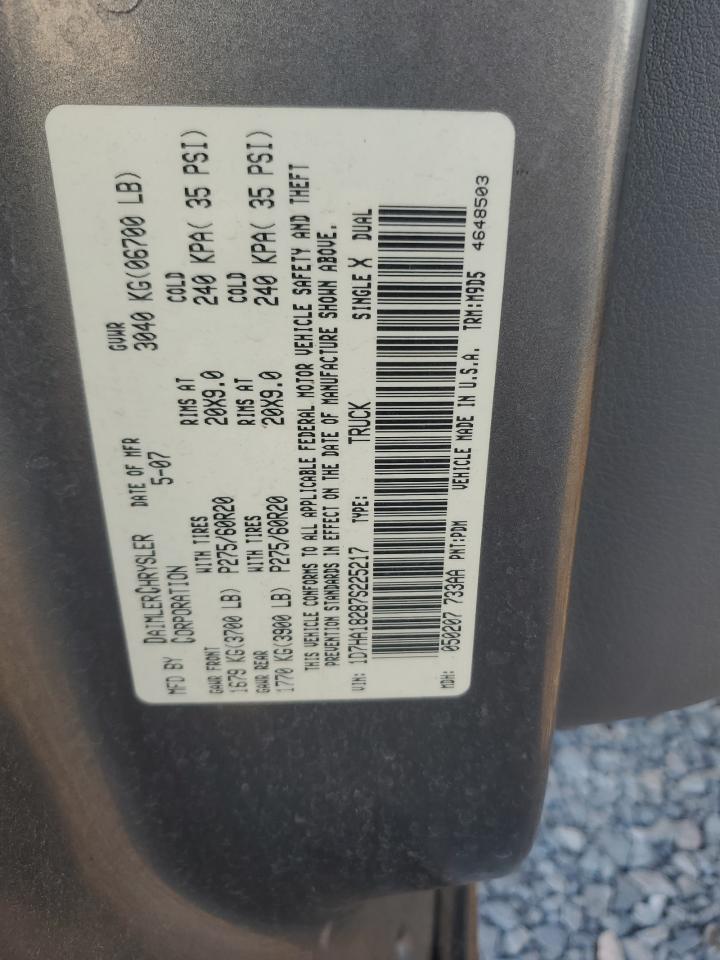 MFD BY DAIMLERCHRYSLER CORPORATION DATE OF MFR 5-07 GVWR 3040 KG(06700 LB)
GAWR FRONT WITH TIRES RIMS AT COLD
1679 KG(3700 LB) P275/60R20 20X9.0 240 KPA( 35 PSI)
GAWR REAR WITH TIRES RIMS AT COLD
1770 KG(3900 LB) P275/60R20 20X9.0 240 KPA( 35 PSI)
THIS VEHICLE CONFORMS TO ALL APPLICABLE FEDERAL MOTOR VEHICLE SAFETY AND THEFT
PREVENTION STANDARDS IN EFFECT ON THE DATE OF MANUFACTURE SHOWN ABOVE.
VIN: 1D7HA18287S225217 TYPE: TRUCK SINGLE X DUAL
MDH: 050207 733AA PNT:PDM VEHICLE MADE IN U.S.A. TRM:M9D5 4648503